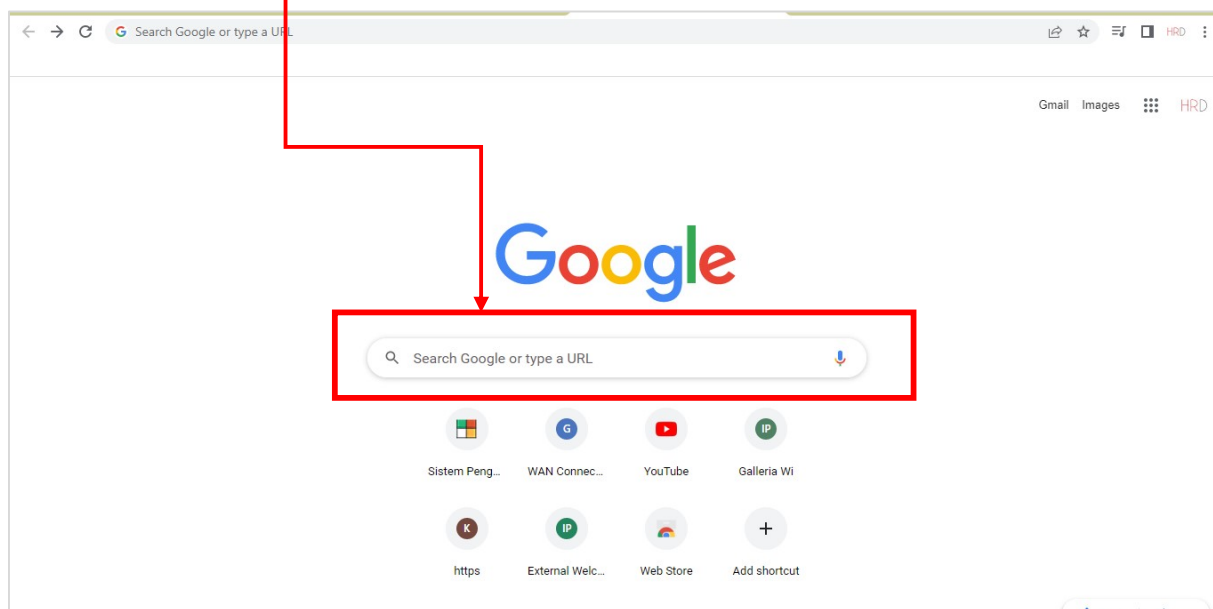 Search Google or type a URL
HRD
Gmail Images HRD
Google
Search Google or type a URL
Sistem Peng... WAN Connec... YouTube Galleria Wi
https External Welc... Web Store Add shortcut